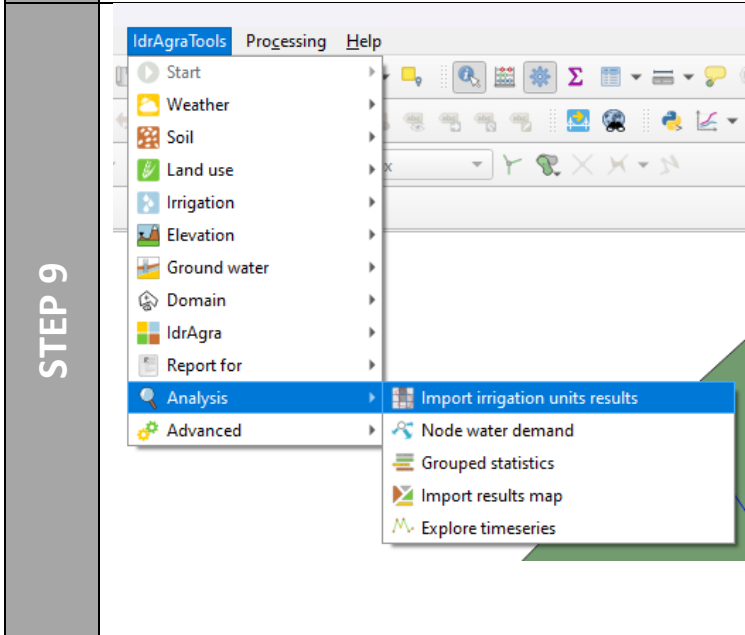 STEP 9
IdrAgraTools Processing Help
Start
Weather
Soil
Land use
Irrigation
Elevation
Ground water
Domain
IdrAgra
Report for
Analysis
Advanced
Import irrigation units results
Node water demand
Grouped statistics
Import results map
Explore timeseries